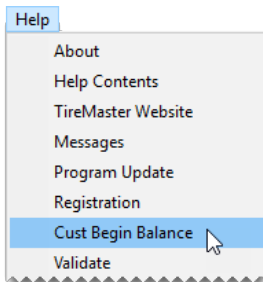 Help
About
Help Contents
TireMaster Website
Messages
Program Update
Registration
Cust Begin Balance
Validate